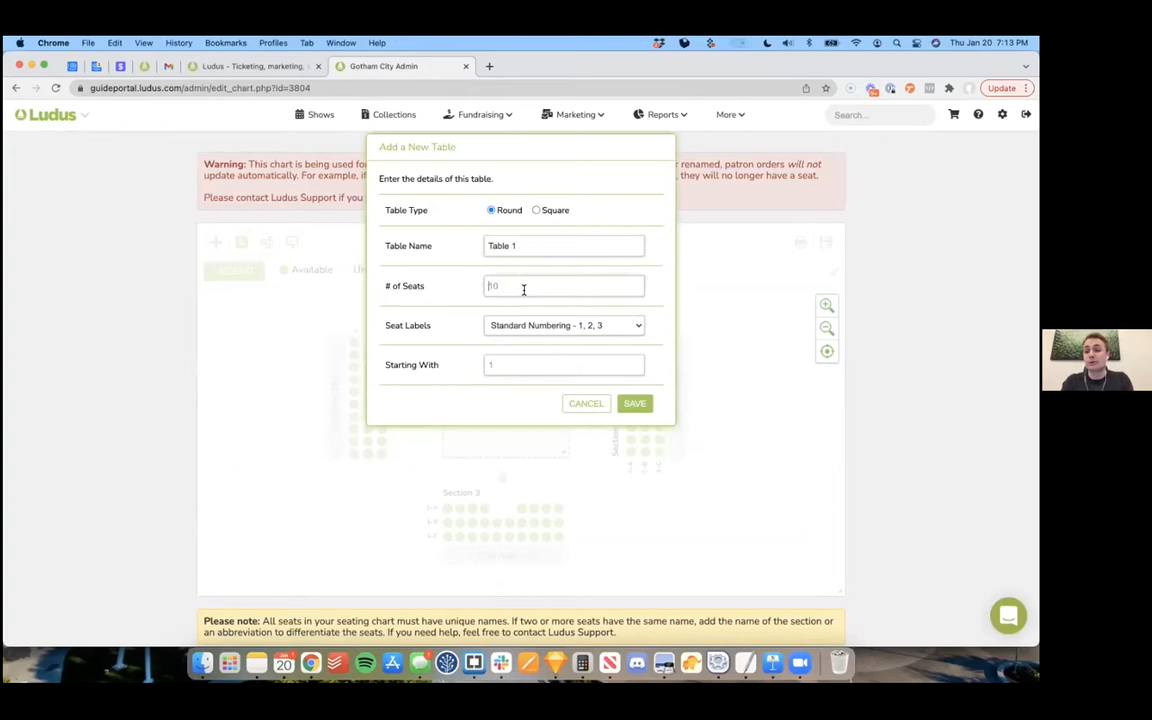 Chrome File Edit View History Bookmarks Profiles Tab Window Help Thu Jan 20 7:13 PM
Ludus - Ticketing, marketing, Gotham City Admin
guideportal.ludus.com/admin/edit_chart.php?id=3804 Update
Ludus Shows Collections Fundraising Marketing Reports More Search...
Add a New Table
Warning: This chart is being used for renamed, patron orders will not
update automatically. For example, if they will no longer have a seat.
Please contact Ludus Support if you
Enter the details of this table.
Table Type Round Square
Table Name Table 1
# of Seats 10
Seat Labels Standard Numbering - 1, 2, 3
Starting With 1
CANCEL SAVE
Available
Section
Section 3
Please note: All seats in your seating chart must have unique names. If two or more seats have the same name, add the name of the section or
an abbreviation to differentiate the seats. If you need help, feel free to contact Ludus Support.
20